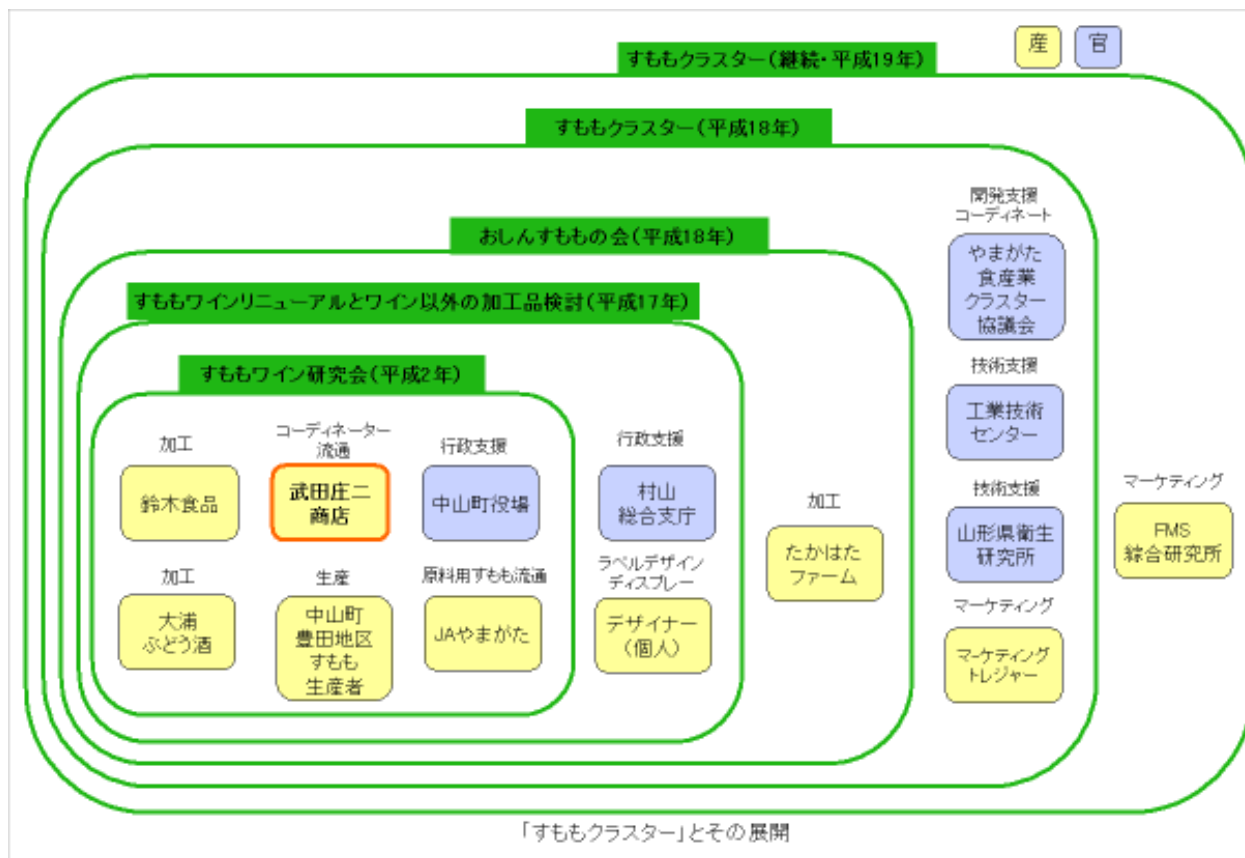 産
官
すももクラスター(継続・平成19年)
すももクラスター(平成18年)
おしんすももの会(平成18年)
すももワインリニューアルとワイン以外の加工品検討(平成17年)
すももワイン研究会(平成2年)
加工
鈴木食品
コーディネーター
流通
武田庄二
商店
行政支援
中山町役場
加工
大浦
ぶどう酒
生産
中山町
豊田地区
すもも
生産者
原料用すもも流通
JAやまがた
行政支援
村山
総合支庁
ラベルデザイン
ディスプレー
デザイナー
(個人)
加工
たかはた
ファーム
開発支援
コーディネート
やまがた
食産業
クラスター
協議会
技術支援
工業技術
センター
技術支援
山形県衛生
研究所
マーケティング
マーケティング
トレジャー
マーケティング
FMS
綜合研究所
「すももクラスター」とその展開